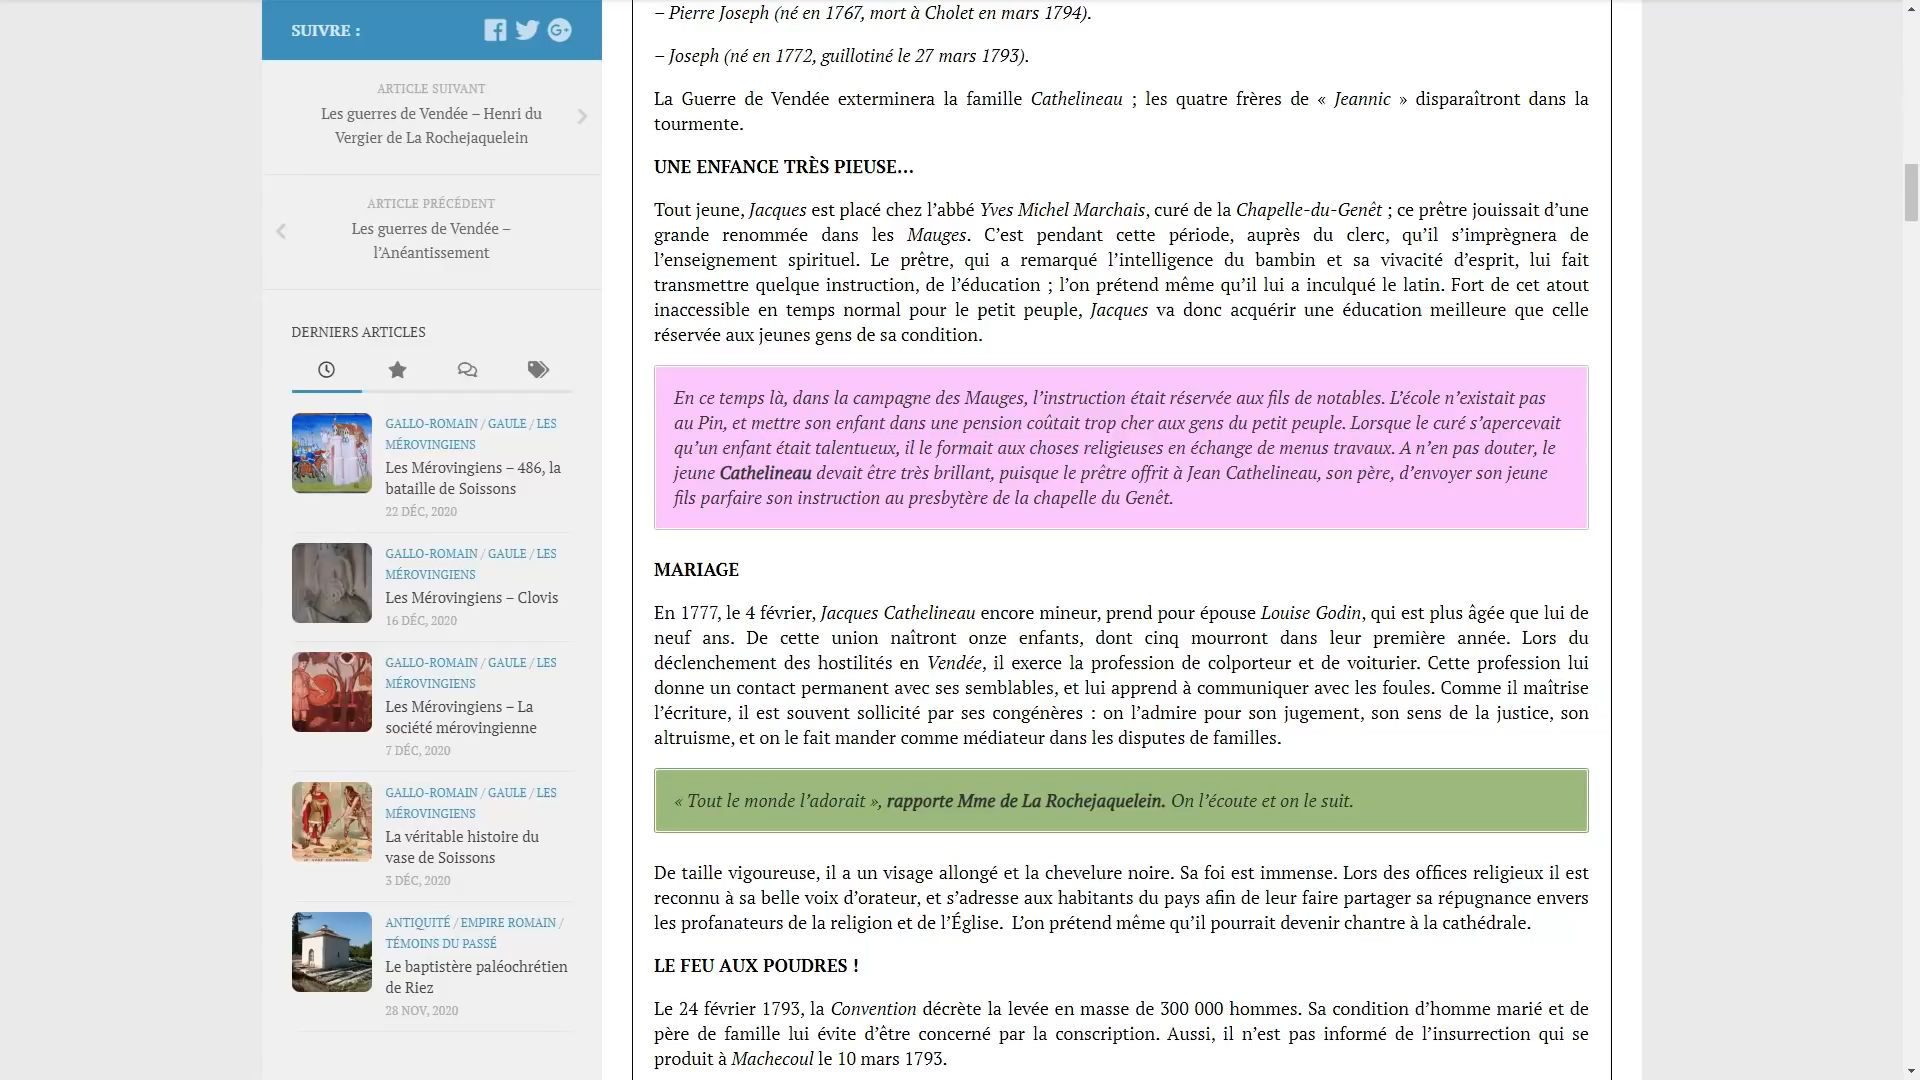 SUIVRE :
ARTICLE SUIVANT
Les guerres de Vendée – Henri du
Vergier de La Rochejaquelein
ARTICLE PRÉCÉDENT
Les guerres de Vendée –
l’Anéantissement
DERNIERS ARTICLES
GALLO-ROMAIN / GAULE / LES
MÉROVINGIENS
Les Mérovingiens – 486, la
bataille de Soissons
22 DÉC, 2020
GALLO-ROMAIN / GAULE / LES
MÉROVINGIENS
Les Mérovingiens – Clovis
16 DÉC, 2020
GALLO-ROMAIN / GAULE / LES
MÉROVINGIENS
Les Mérovingiens – La
société mérovingienne
7 DÉC, 2020
GALLO-ROMAIN / GAULE / LES
MÉROVINGIENS
La véritable histoire du
vase de Soissons
3 DÉC, 2020
ANTIQUITÉ / EMPIRE ROMAIN /
TÉMOINS DU PASSÉ
Le baptistère paléochrétien
de Riez
28 NOV, 2020
– Pierre Joseph (né en 1767, mort à Cholet en mars 1794).
– Joseph (né en 1772, guillotiné le 27 mars 1793).
La Guerre de Vendée exterminera la famille Cathelineau ; les quatre frères de « Jeannic » disparaîtront dans la
tourmente.
UNE ENFANCE TRÈS PIEUSE…
Tout jeune, Jacques est placé chez l’abbé Yves Michel Marchais, curé de la Chapelle-du-Genêt ; ce prêtre jouissait d’une
grande renommée dans les Mauges. C’est pendant cette période, auprès du clerc, qu’il s’imprègnera de
l’enseignement spirituel. Le prêtre, qui a remarqué l’intelligence du bambin et sa vivacité d’esprit, lui fait
transmettre quelque instruction, de l’éducation ; l’on prétend même qu’il lui a inculqué le latin. Fort de cet atout
inaccessible en temps normal pour le petit peuple, Jacques va donc acquérir une éducation meilleure que celle
réservée aux jeunes gens de sa condition.
En ce temps là, dans la campagne des Mauges, l’instruction était réservée aux fils de notables. L’école n’existait pas
au Pin, et mettre son enfant dans une pension coûtait trop cher aux gens du petit peuple. Lorsque le curé s’apercevait
qu’un enfant était talentueux, il le formait aux choses religieuses en échange de menus travaux. A n’en pas douter, le
jeune Cathelineau devait être très brillant, puisque le prêtre offrit à Jean Cathelineau, son père, d’envoyer son jeune
fils parfaire son instruction au presbytère de la chapelle du Genêt.
MARIAGE
En 1777, le 4 février, Jacques Cathelineau encore mineur, prend pour épouse Louise Godin, qui est plus âgée que lui de
neuf ans. De cette union naîtront onze enfants, dont cinq mourront dans leur première année. Lors du
déclenchement des hostilités en Vendée, il exerce la profession de colporteur et de voiturier. Cette profession lui
donne un contact permanent avec ses semblables, et lui apprend à communiquer avec les foules. Comme il maîtrise
l’écriture, il est souvent sollicité par ses congénères : on l’admire pour son jugement, son sens de la justice, son
altruisme, et on le fait mander comme médiateur dans les disputes de familles.
« Tout le monde l’adorait », rapporte Mme de La Rochejaquelein. On l’écoute et on le suit.
De taille vigoureuse, il a un visage allongé et la chevelure noire. Sa foi est immense. Lors des offices religieux il est
reconnu à sa belle voix d’orateur, et s’adresse aux habitants du pays afin de leur faire partager sa répugnance envers
les profanateurs de la religion et de l’Église.  L’on prétend même qu’il pourrait devenir chantre à la cathédrale.
LE FEU AUX POUDRES !
Le 24 février 1793, la Convention décrète la levée en masse de 300 000 hommes. Sa condition d’homme marié et de
père de famille lui évite d’être concerné par la conscription. Aussi, il n’est pas informé de l’insurrection qui se
produit à Machecoul le 10 mars 1793.